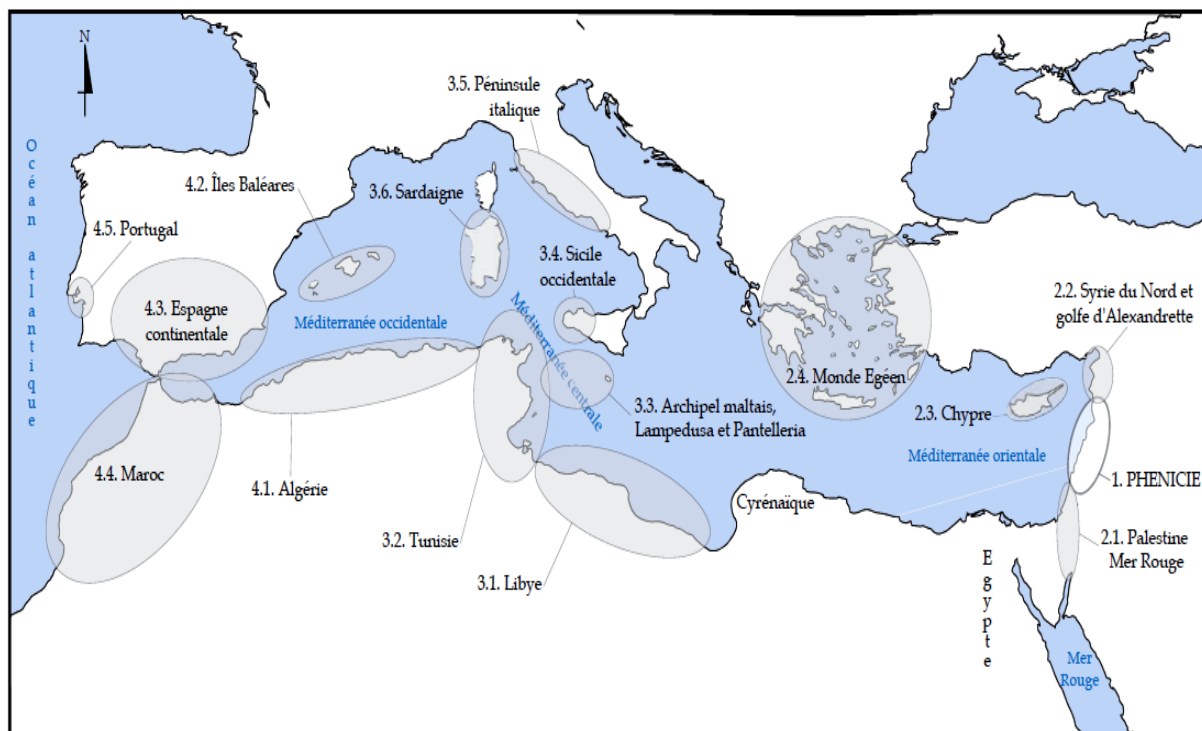 N
3.5. Péninsule
italique
Océan atlantique
4.2. Îles Baléares
3.6. Sardaigne
4.5. Portugal
3.4. Sicile
occidentale
2.2. Syrie du Nord et
golfe d'Alexandrette
4.3. Espagne
continentale
Méditerranée occidentale
Méditerranée centrale
2.4. Monde Egéen
3.3. Archipel maltais,
Lampedusa et Pantelleria
2.3. Chypre
Méditerranée orientale
4.4. Maroc
4.1. Algérie
1. PHENICIE
Cyrénaïque
3.2. Tunisie
2.1. Palestine
Mer Rouge
3.1. Libye
Egypte
Mer
Rouge